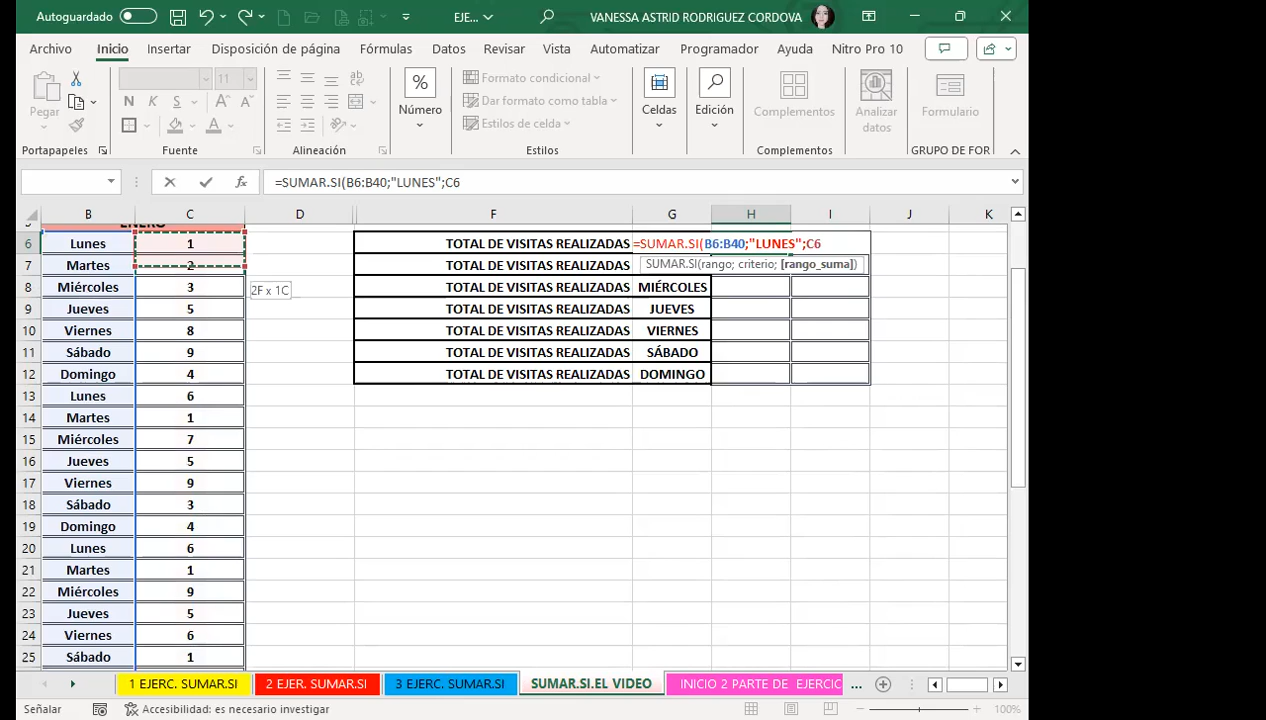 Autoguardado
EJE...
VANESSA ASTRID RODRIGUEZ CORDOVA
Archivo Inicio Insertar Disposición de página Fórmulas Datos Revisar Vista Automatizar Programador Ayuda Nitro Pro 10
Pegar
11
N K S
A A
A
ab
%
Número
Formato condicional
Dar formato como tabla
Estilos de celda
Celdas
Edición
Complementos
Analizar
datos
Formulario
Portapapeles Fuente Alineación Estilos Complementos GRUPO DE FOR
fx =SUMAR.SI(B6:B40;"LUNES";C6
B C D F G H I J K
ENERO
6 Lunes 1 TOTAL DE VISITAS REALIZADAS =SUMAR.SI(B6:B40;"LUNES";C6
7 Martes 2 TOTAL DE VISITAS REALIZADAS SUMAR.SI(rango; criterio; [rango_suma])
8 Miércoles 3 2F x 1C TOTAL DE VISITAS REALIZADAS MIÉRCOLES
9 Jueves 5 TOTAL DE VISITAS REALIZADAS JUEVES
10 Viernes 8 TOTAL DE VISITAS REALIZADAS VIERNES
11 Sábado 9 TOTAL DE VISITAS REALIZADAS SÁBADO
12 Domingo 4 TOTAL DE VISITAS REALIZADAS DOMINGO
13 Lunes 6
14 Martes 1
15 Miércoles 7
16 Jueves 5
17 Viernes 9
18 Sábado 3
19 Domingo 4
20 Lunes 6
21 Martes 1
22 Miércoles 9
23 Jueves 5
24 Viernes 6
25 Sábado 1
1 EJERC. SUMAR.SI 2 EJER. SUMAR.SI 3 EJERC. SUMAR.SI SUMAR.SI.EL VIDEO INICIO 2 PARTE DE EJERCIC ...
Señalar Accesibilidad: es necesario investigar 100%